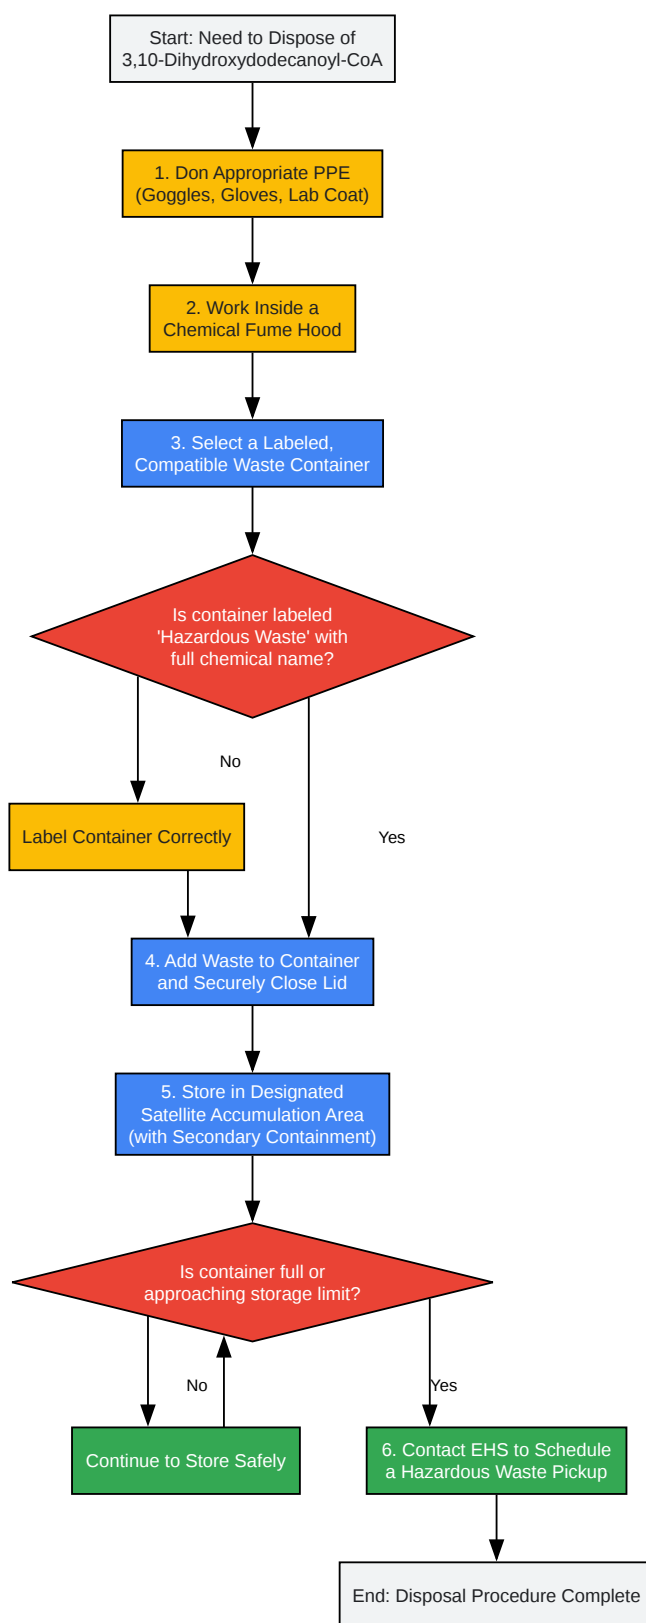 Start: Need to Dispose of
3,10-Dihydroxydodecanoyl-CoA
1. Don Appropriate PPE
(Goggles, Gloves, Lab Coat)
2. Work Inside a
Chemical Fume Hood
3. Select a Labeled,
Compatible Waste Container
Is container labeled
'Hazardous Waste' with
full chemical name?
No
Label Container Correctly
Yes
4. Add Waste to Container
and Securely Close Lid
5. Store in Designated
Satellite Accumulation Area
(with Secondary Containment)
Is container full or
approaching storage limit?
No
Yes
Continue to Store Safely
6. Contact EHS to Schedule
a Hazardous Waste Pickup
End: Disposal Procedure Complete